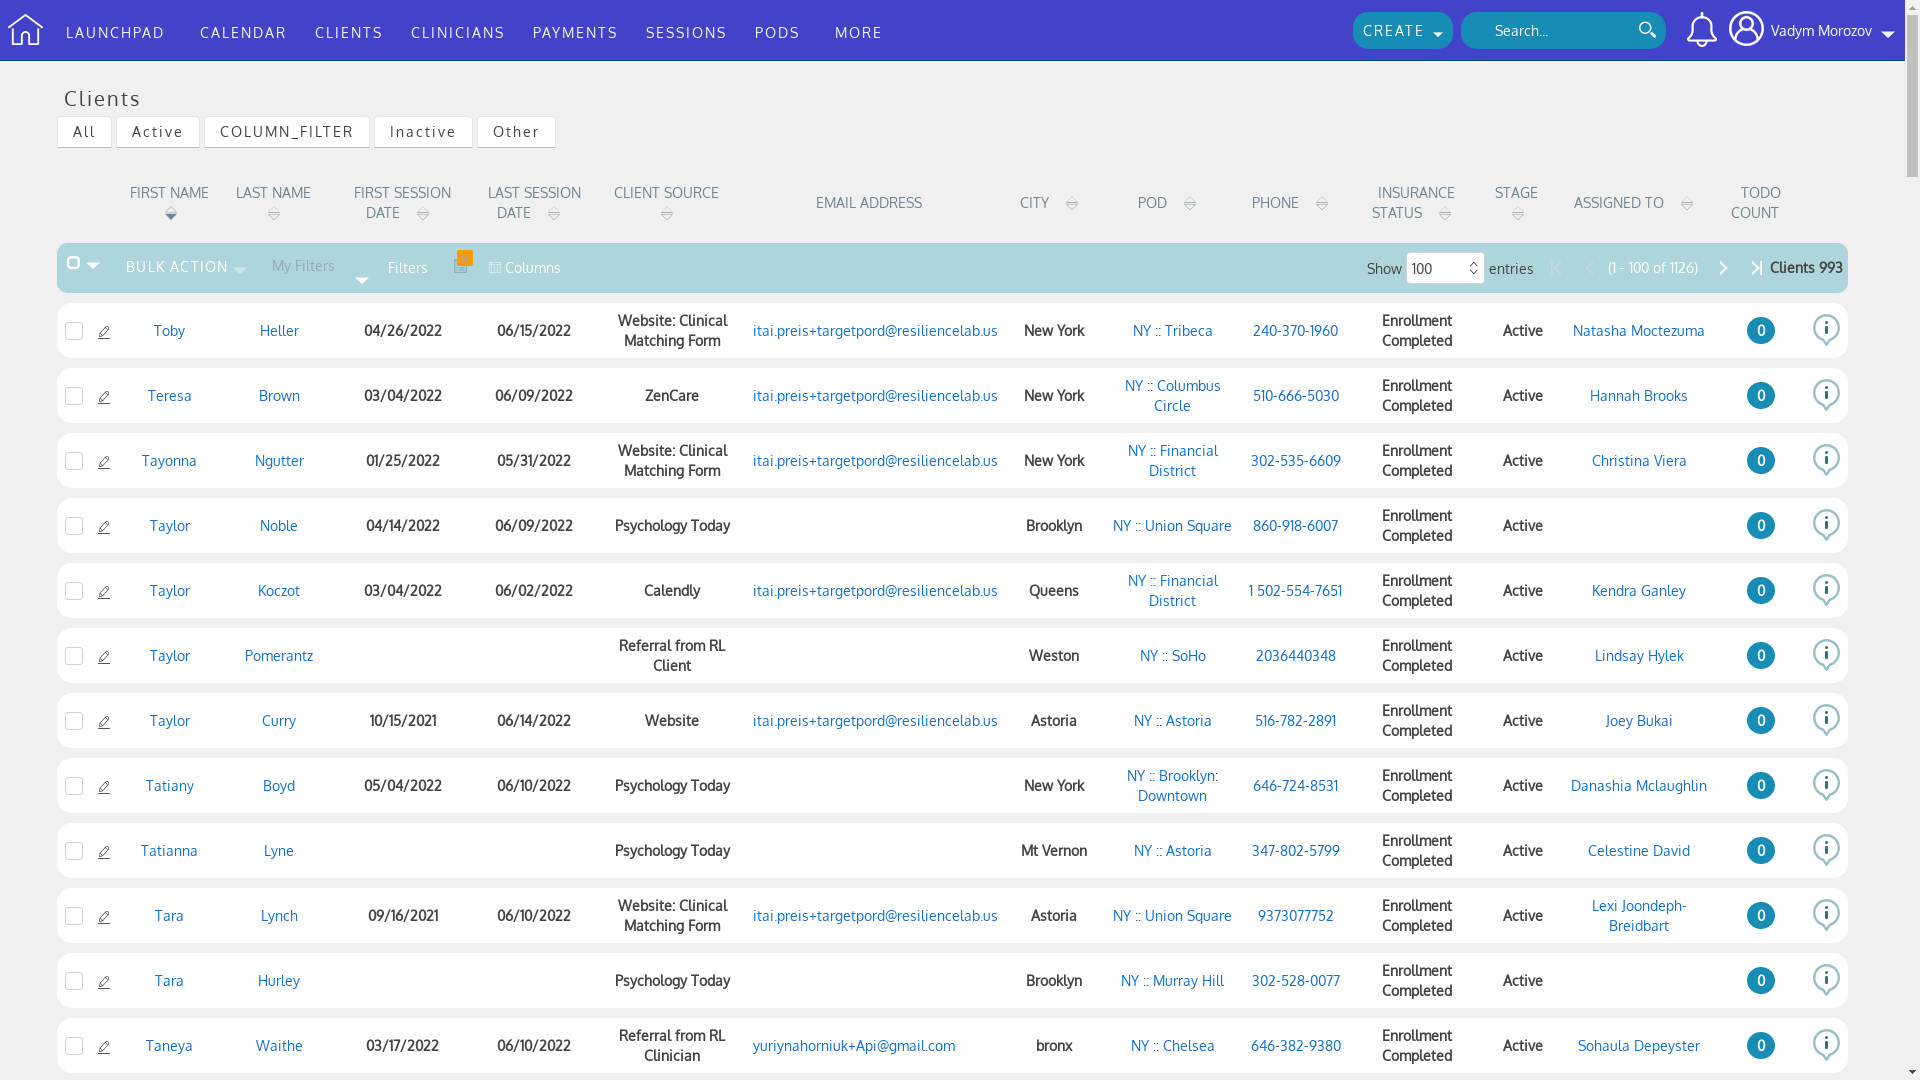 LAUNCHPAD CALENDAR CLIENTS CLINICIANS PAYMENTS SESSIONS PODS MORE CREATE Search... Vadym Morozov
Clients
All Active COLUMN_FILTER Inactive Other
FIRST NAME LAST NAME FIRST SESSION DATE LAST SESSION DATE CLIENT SOURCE EMAIL ADDRESS CITY POD PHONE INSURANCE STATUS STAGE ASSIGNED TO TODO COUNT
BULK ACTION My Filters Filters Columns Show 100 entries (1 - 100 of 1126) Clients 993
Toby Heller 04/26/2022 06/15/2022 Website: Clinical Matching Form itai.preis+targetpord@resiliencelab.us New York NY :: Tribeca 240-370-1960 Enrollment Completed Active Natasha Moctezuma 0
Teresa Brown 03/04/2022 06/09/2022 ZenCare itai.preis+targetpord@resiliencelab.us New York NY :: Columbus Circle 510-666-5030 Enrollment Completed Active Hannah Brooks 0
Tayonna Ngutter 01/25/2022 05/31/2022 Website: Clinical Matching Form itai.preis+targetpord@resiliencelab.us New York NY :: Financial District 302-535-6609 Enrollment Completed Active Christina Viera 0
Taylor Noble 04/14/2022 06/09/2022 Psychology Today Brooklyn NY :: Union Square 860-918-6007 Enrollment Completed Active 0
Taylor Koczot 03/04/2022 06/02/2022 Calendly itai.preis+targetpord@resiliencelab.us Queens NY :: Financial District 1 502-554-7651 Enrollment Completed Active Kendra Ganley 0
Taylor Pomerantz Referral from RL Client Weston NY :: SoHo 2036440348 Enrollment Completed Active Lindsay Hylek 0
Taylor Curry 10/15/2021 06/14/2022 Website itai.preis+targetpord@resiliencelab.us Astoria NY :: Astoria 516-782-2891 Enrollment Completed Active Joey Bukai 0
Tatiany Boyd 05/04/2022 06/10/2022 Psychology Today New York NY :: Brooklyn: Downtown 646-724-8531 Enrollment Completed Active Danashia Mclaughlin 0
Tatianna Lyne Psychology Today Mt Vernon NY :: Astoria 347-802-5799 Enrollment Completed Active Celestine David 0
Tara Lynch 09/16/2021 06/10/2022 Website: Clinical Matching Form itai.preis+targetpord@resiliencelab.us Astoria NY :: Union Square 9373077752 Enrollment Completed Active Lexi Joondeph-Breidbart 0
Tara Hurley Psychology Today Brooklyn NY :: Murray Hill 302-528-0077 Enrollment Completed Active 0
Taneya Waithe 03/17/2022 06/10/2022 Referral from RL Clinician yuriynahorniuk+Api@gmail.com bronx NY :: Chelsea 646-382-9380 Enrollment Completed Active Sohaula Depeyster 0